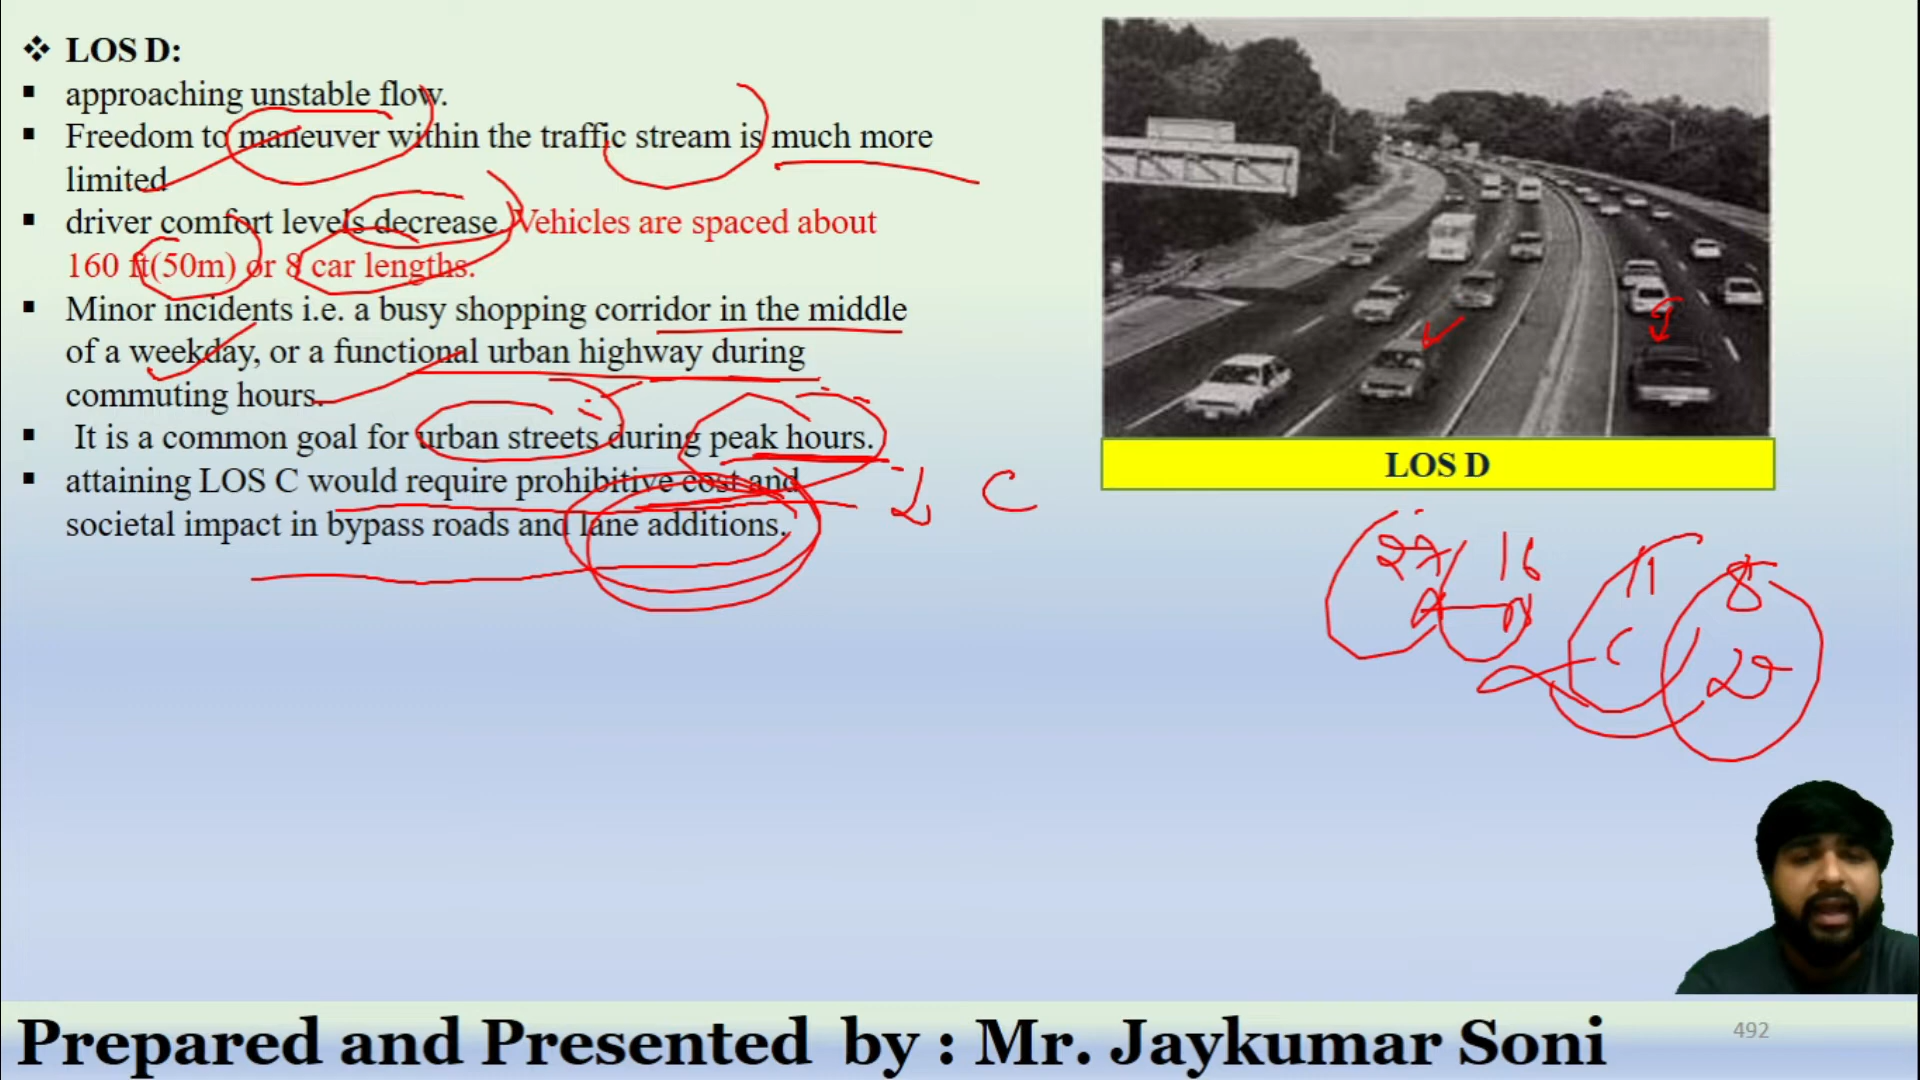 ❖ LOS D:
▪ approaching unstable flow.
▪ Freedom to maneuver within the traffic stream is much more
limited
▪ driver comfort levels decrease. Vehicles are spaced about
160 ft(50m) or 8 car lengths.
▪ Minor incidents i.e. a busy shopping corridor in the middle
of a weekday, or a functional urban highway during
commuting hours.
▪ It is a common goal for urban streets during peak hours.
▪ attaining LOS C would require prohibitive cost and
societal impact in bypass roads and lane additions.
C
LOS D
27 16 11 8
C
Prepared and Presented by : Mr. Jaykumar Soni
492